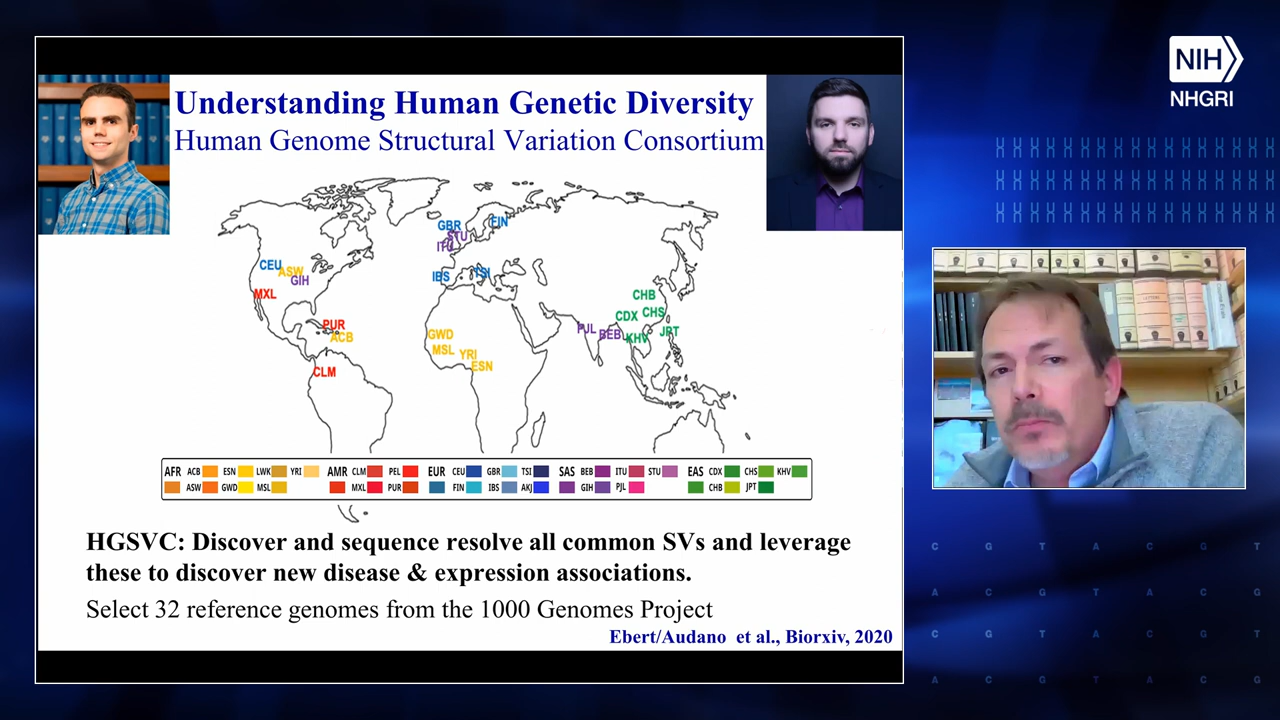 NIH
NHGRI
Understanding Human Genetic Diversity
Human Genome Structural Variation Consortium
GBR
FIN
STU
ITU
CEU
ASW
GIH
IBS
TSI
MXL
CHB
PUR
ACB
CDX
CHS
GWD
PJL
BEB
KHV
JPT
MSL
YRI
ESN
CLM
AFR ACB ESN LWK YRI AMR CLM PEL EUR CEU GBR TSI SAS BEB ITU STU EAS CDX CHS KHV
ASW GWD MSL MXL PUR FIN IBS AKJ GIH PJL CHB JPT
HGSVC: Discover and sequence resolve all common SVs and leverage
these to discover new disease & expression associations.
Select 32 reference genomes from the 1000 Genomes Project
Ebert/Audano et al., Biorxiv, 2020
LETTERS
C G T A C G T
A C G T A C G
C G T A C G T
A C G T A C G